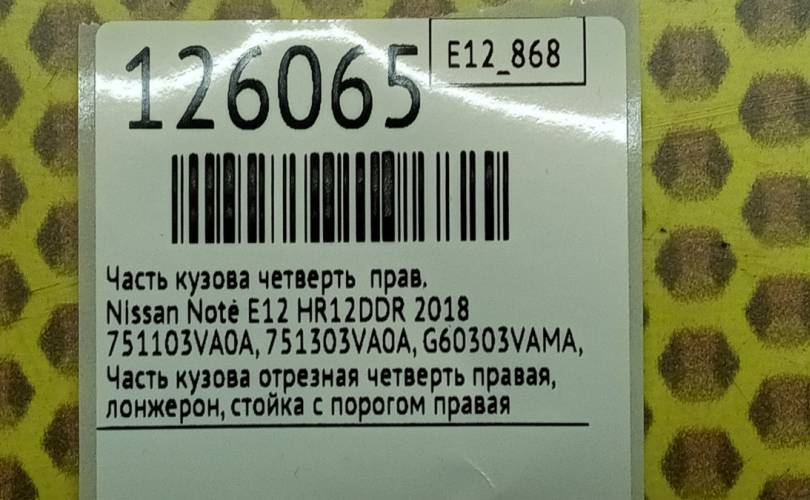 126065
E12_868
Часть кузова четверть прав.
Nissan Note E12 HR12DDR 2018
751103VA0A, 751303VA0A, G60303VAMA,
Часть кузова отрезная четверть правая,
лонжерон, стойка с порогом правая